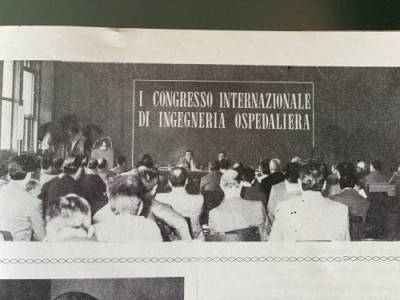 I CONGRESSO INTERNAZIONALE
DI INGEGNERIA OSPEDALIERA